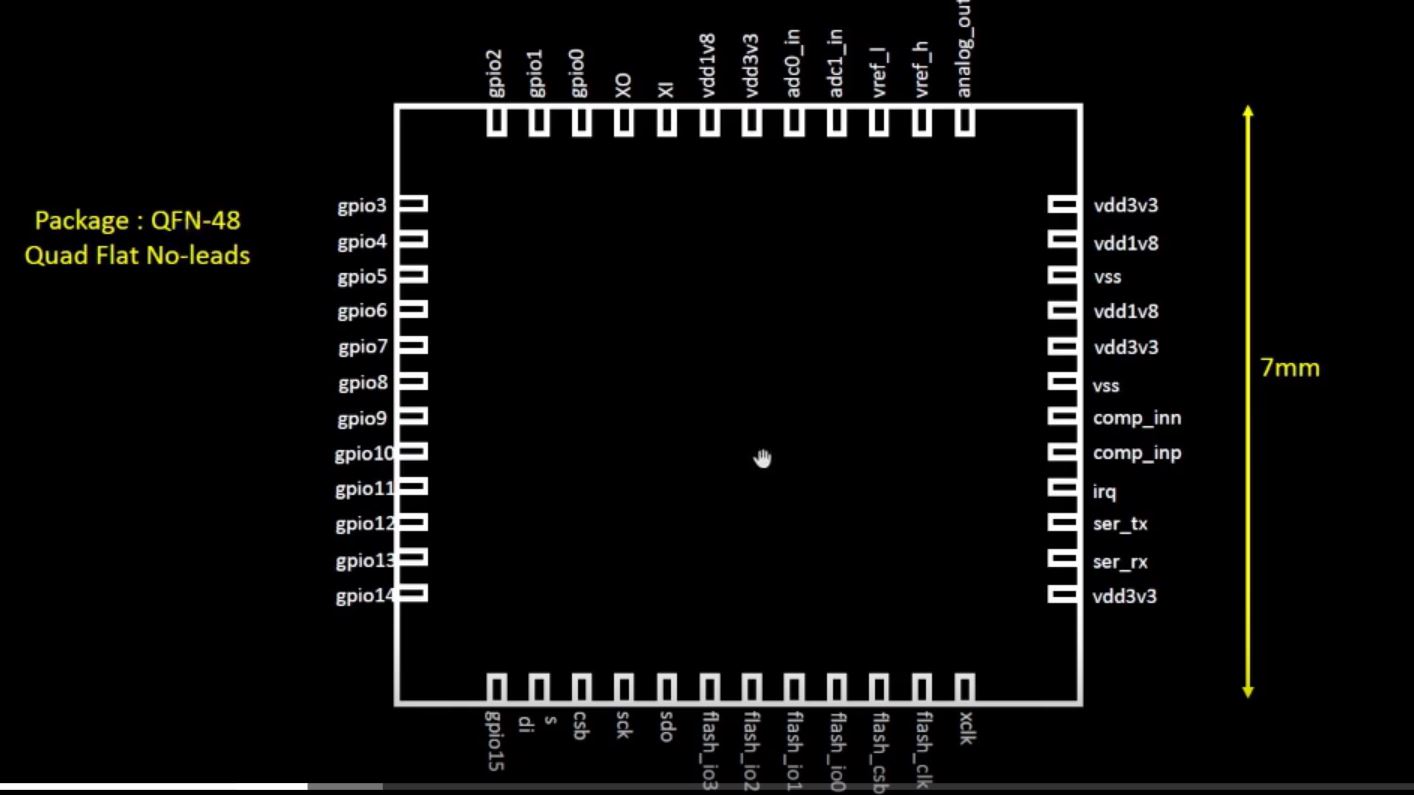 gpio2
gpio1
gpio0
XO
XI
vdd1v8
vdd3v3
adc0_in
adc1_in
vref_l
vref_h
analog_out
Package : QFN-48
Quad Flat No-leads
gpio3
gpio4
gpio5
gpio6
gpio7
gpio8
gpio9
gpio10
gpio11
gpio12
gpio13
gpio14
vdd3v3
vdd1v8
vss
vdd1v8
vdd3v3
vss
comp_inn
comp_inp
irq
ser_tx
ser_rx
vdd3v3
7mm
gpio15
s
di
csb
sck
sdo
flash_io3
flash_io2
flash_io1
flash_io0
flash_csb
flash_clk
xclk